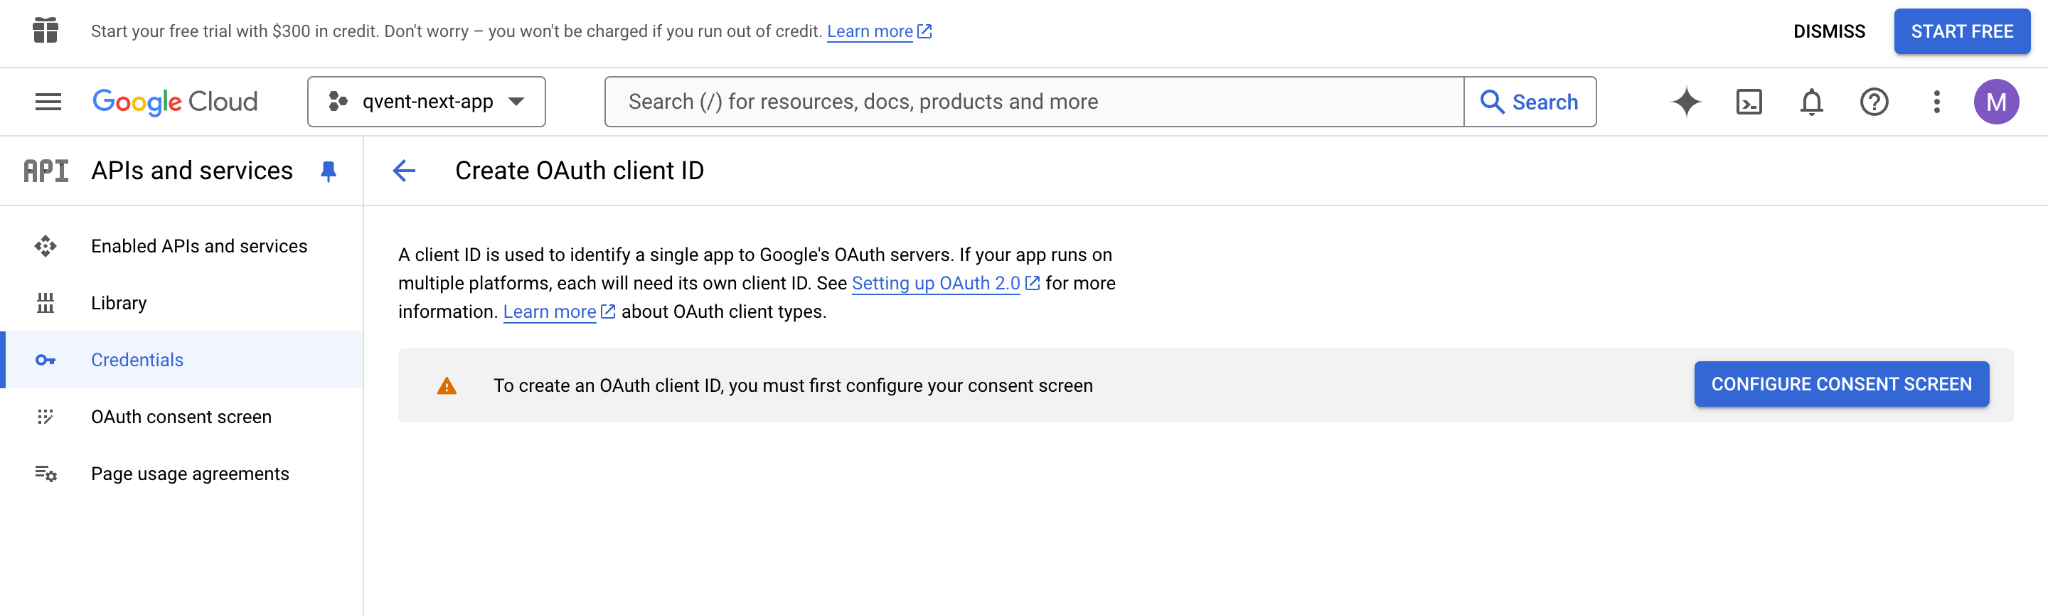 Start your free trial with $300 in credit. Don't worry – you won't be charged if you run out of credit. Learn more
DISMISS
START FREE
Google Cloud
qvent-next-app
Search (/) for resources, docs, products and more
Search
M
API
APIs and services
Create OAuth client ID
Enabled APIs and services
Library
Credentials
OAuth consent screen
Page usage agreements
A client ID is used to identify a single app to Google's OAuth servers. If your app runs on
multiple platforms, each will need its own client ID. See Setting up OAuth 2.0 for more
information. Learn more about OAuth client types.
To create an OAuth client ID, you must first configure your consent screen
CONFIGURE CONSENT SCREEN